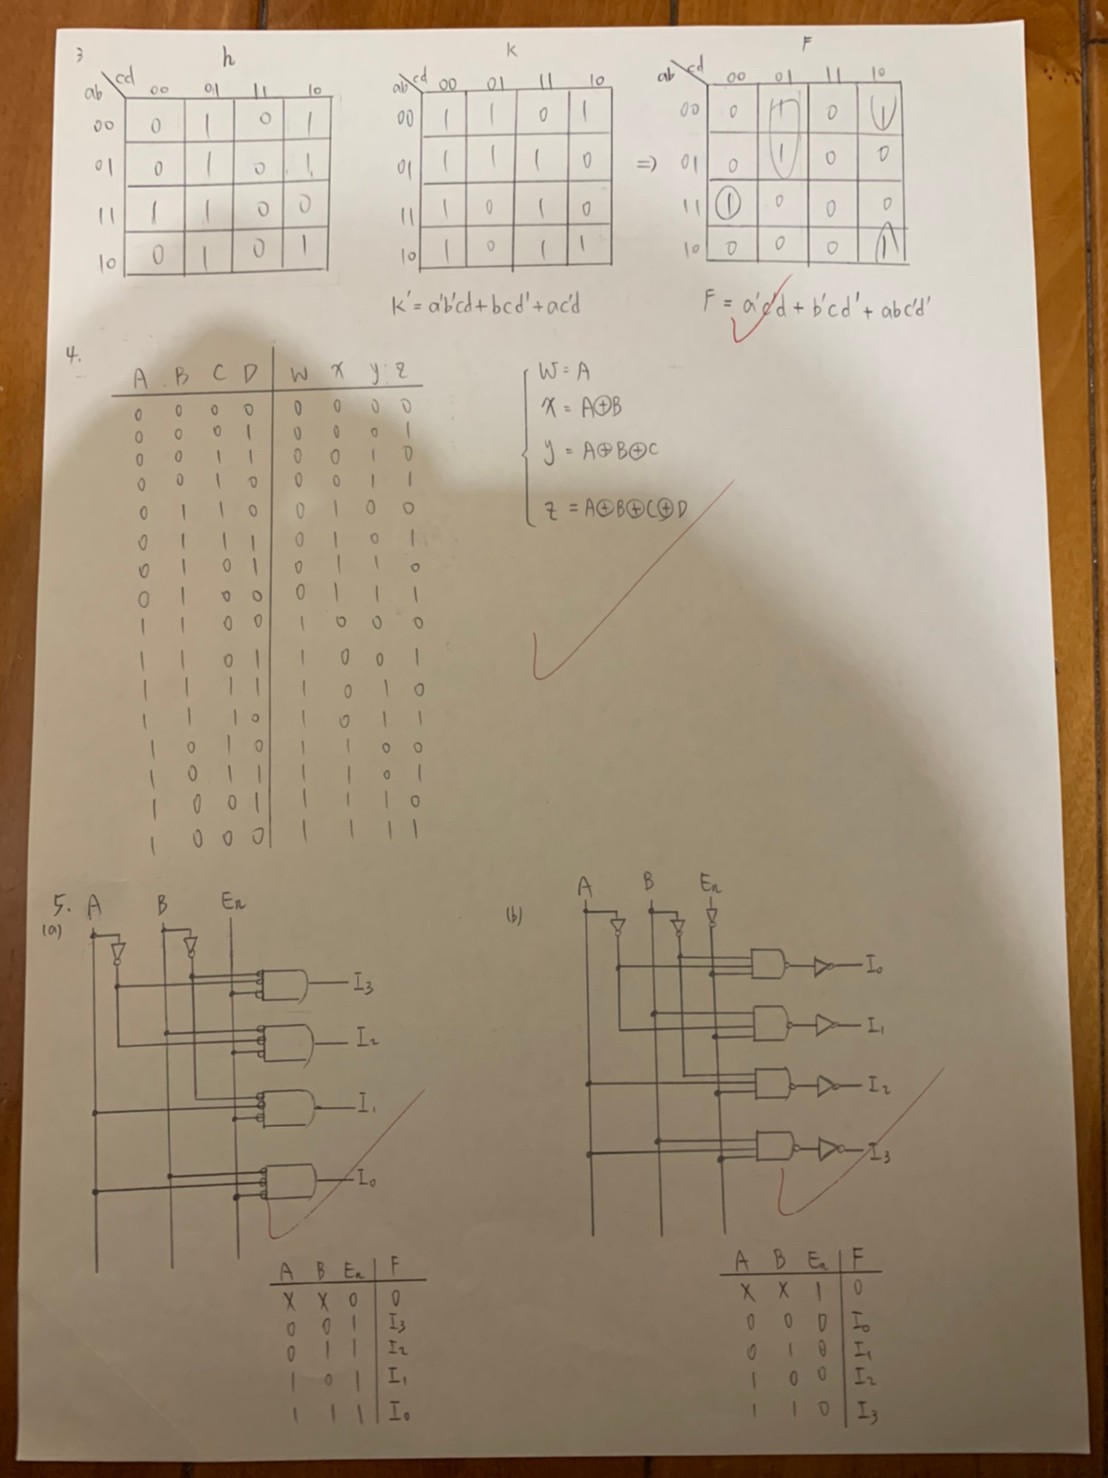 3
h
K
F
ab cd 00 01 11 10
00 0 1 0 1
01 0 1 0 1
11 1 1 0 0
10 0 1 0 1
ab cd 00 01 11 10
00 1 1 0 1
01 1 1 1 0
11 1 0 1 0
10 1 0 1 1
=>
ab cd 00 01 11 10
00 0 1 0 1
01 0 1 0 0
11 1 0 0 0
10 0 0 0 1
K' = a'b'cd + bcd' + ac'd
F = a'c'd + b'cd' + abc'd'
4.
A B C D W X Y Z
0 0 0 0 0 0 0 0
0 0 0 1 0 0 0 1
0 0 1 1 0 0 1 0
0 0 1 0 0 0 1 1
0 1 1 0 0 1 0 0
0 1 1 1 0 1 0 1
0 1 0 1 0 1 1 0
0 1 0 0 0 1 1 1
1 1 0 0 1 0 0 0
1 1 0 1 1 0 0 1
1 1 1 1 1 0 1 0
1 1 1 0 1 0 1 1
1 0 1 0 1 1 0 0
1 0 1 1 1 1 0 1
1 0 0 1 1 1 1 0
1 0 0 0 1 1 1 1
W = A
X = A⊕B
y = A⊕B⊕C
Z = A⊕B⊕C⊕D
5.
(a)
A B En
I3
I2
I1
I0
A B En F
X X 0 0
0 0 1 I3
0 1 1 I2
1 0 1 I1
1 1 1 I0
(b)
A B En
I0
I1
I2
I3
A B En F
X X 1 0
0 0 0 I0
0 1 0 I1
1 0 0 I2
1 1 0 I3